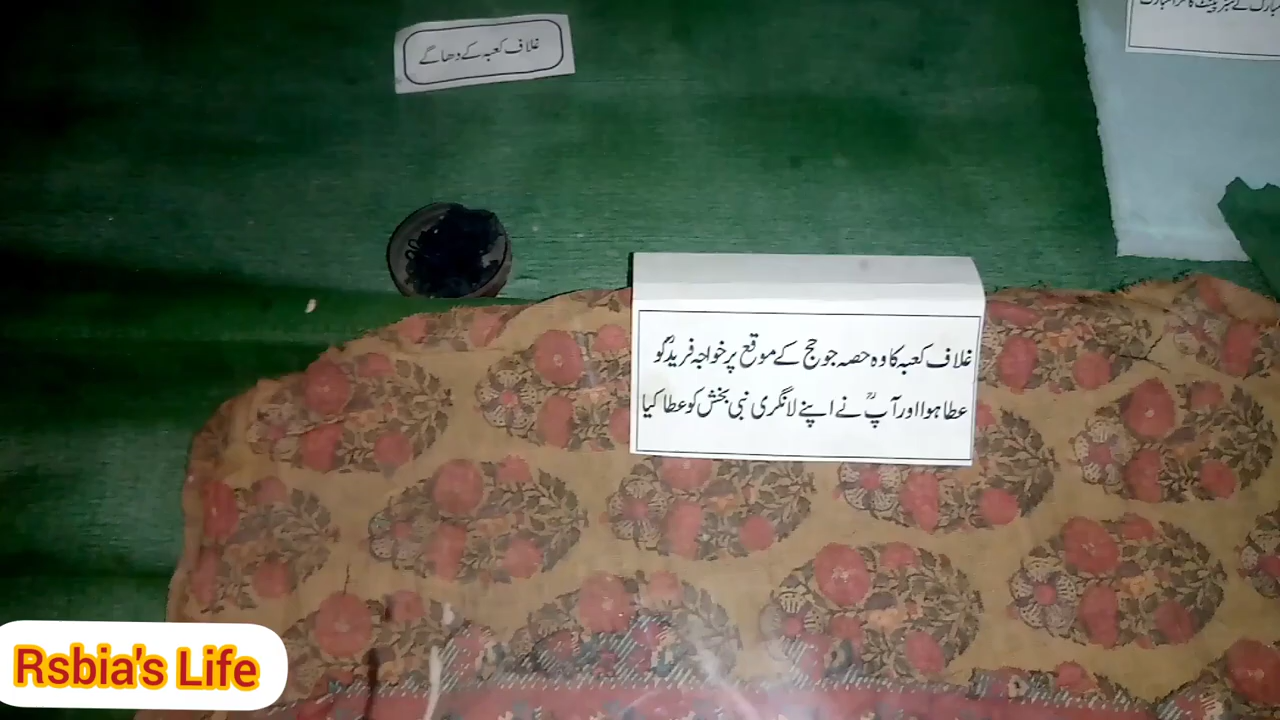 غلاف کعبہ کے دھاگے
غلاف کعبہ کا وہ حصہ جو حج کے موقع پر خواجہ فریدؒ کو
عطا ہوا اور آپؒ نے اپنے لانگری نبی بخش کو عطا کیا
Rsbia's Life